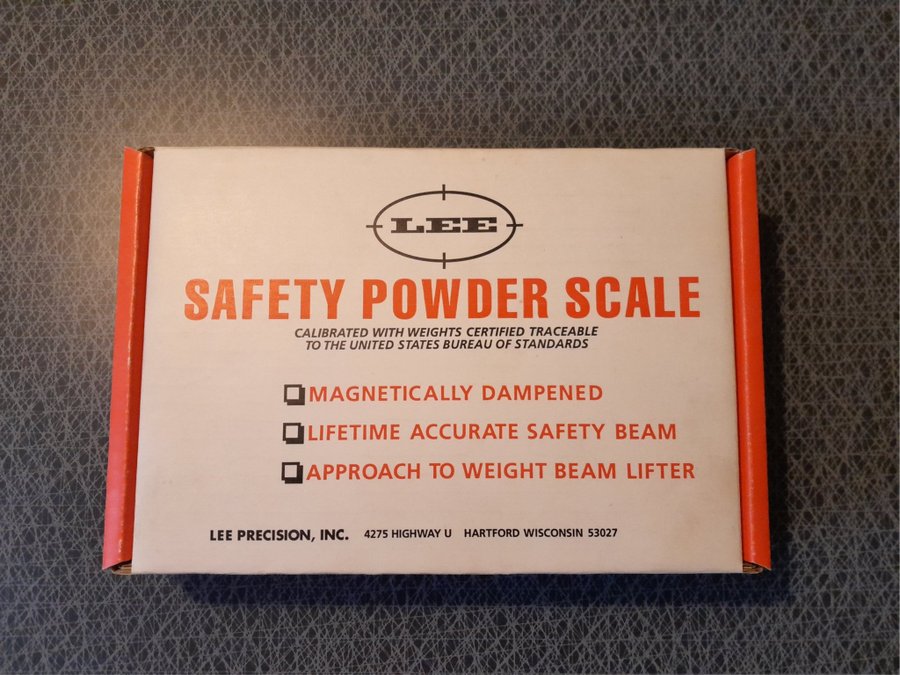 LEE
SAFETY POWDER SCALE
CALIBRATED WITH WEIGHTS CERTIFIED TRACEABLE
TO THE UNITED STATES BUREAU OF STANDARDS
MAGNETICALLY DAMPENED
LIFETIME ACCURATE SAFETY BEAM
APPROACH TO WEIGHT BEAM LIFTER
LEE PRECISION, INC. 4275 HIGHWAY U HARTFORD WISCONSIN 53027